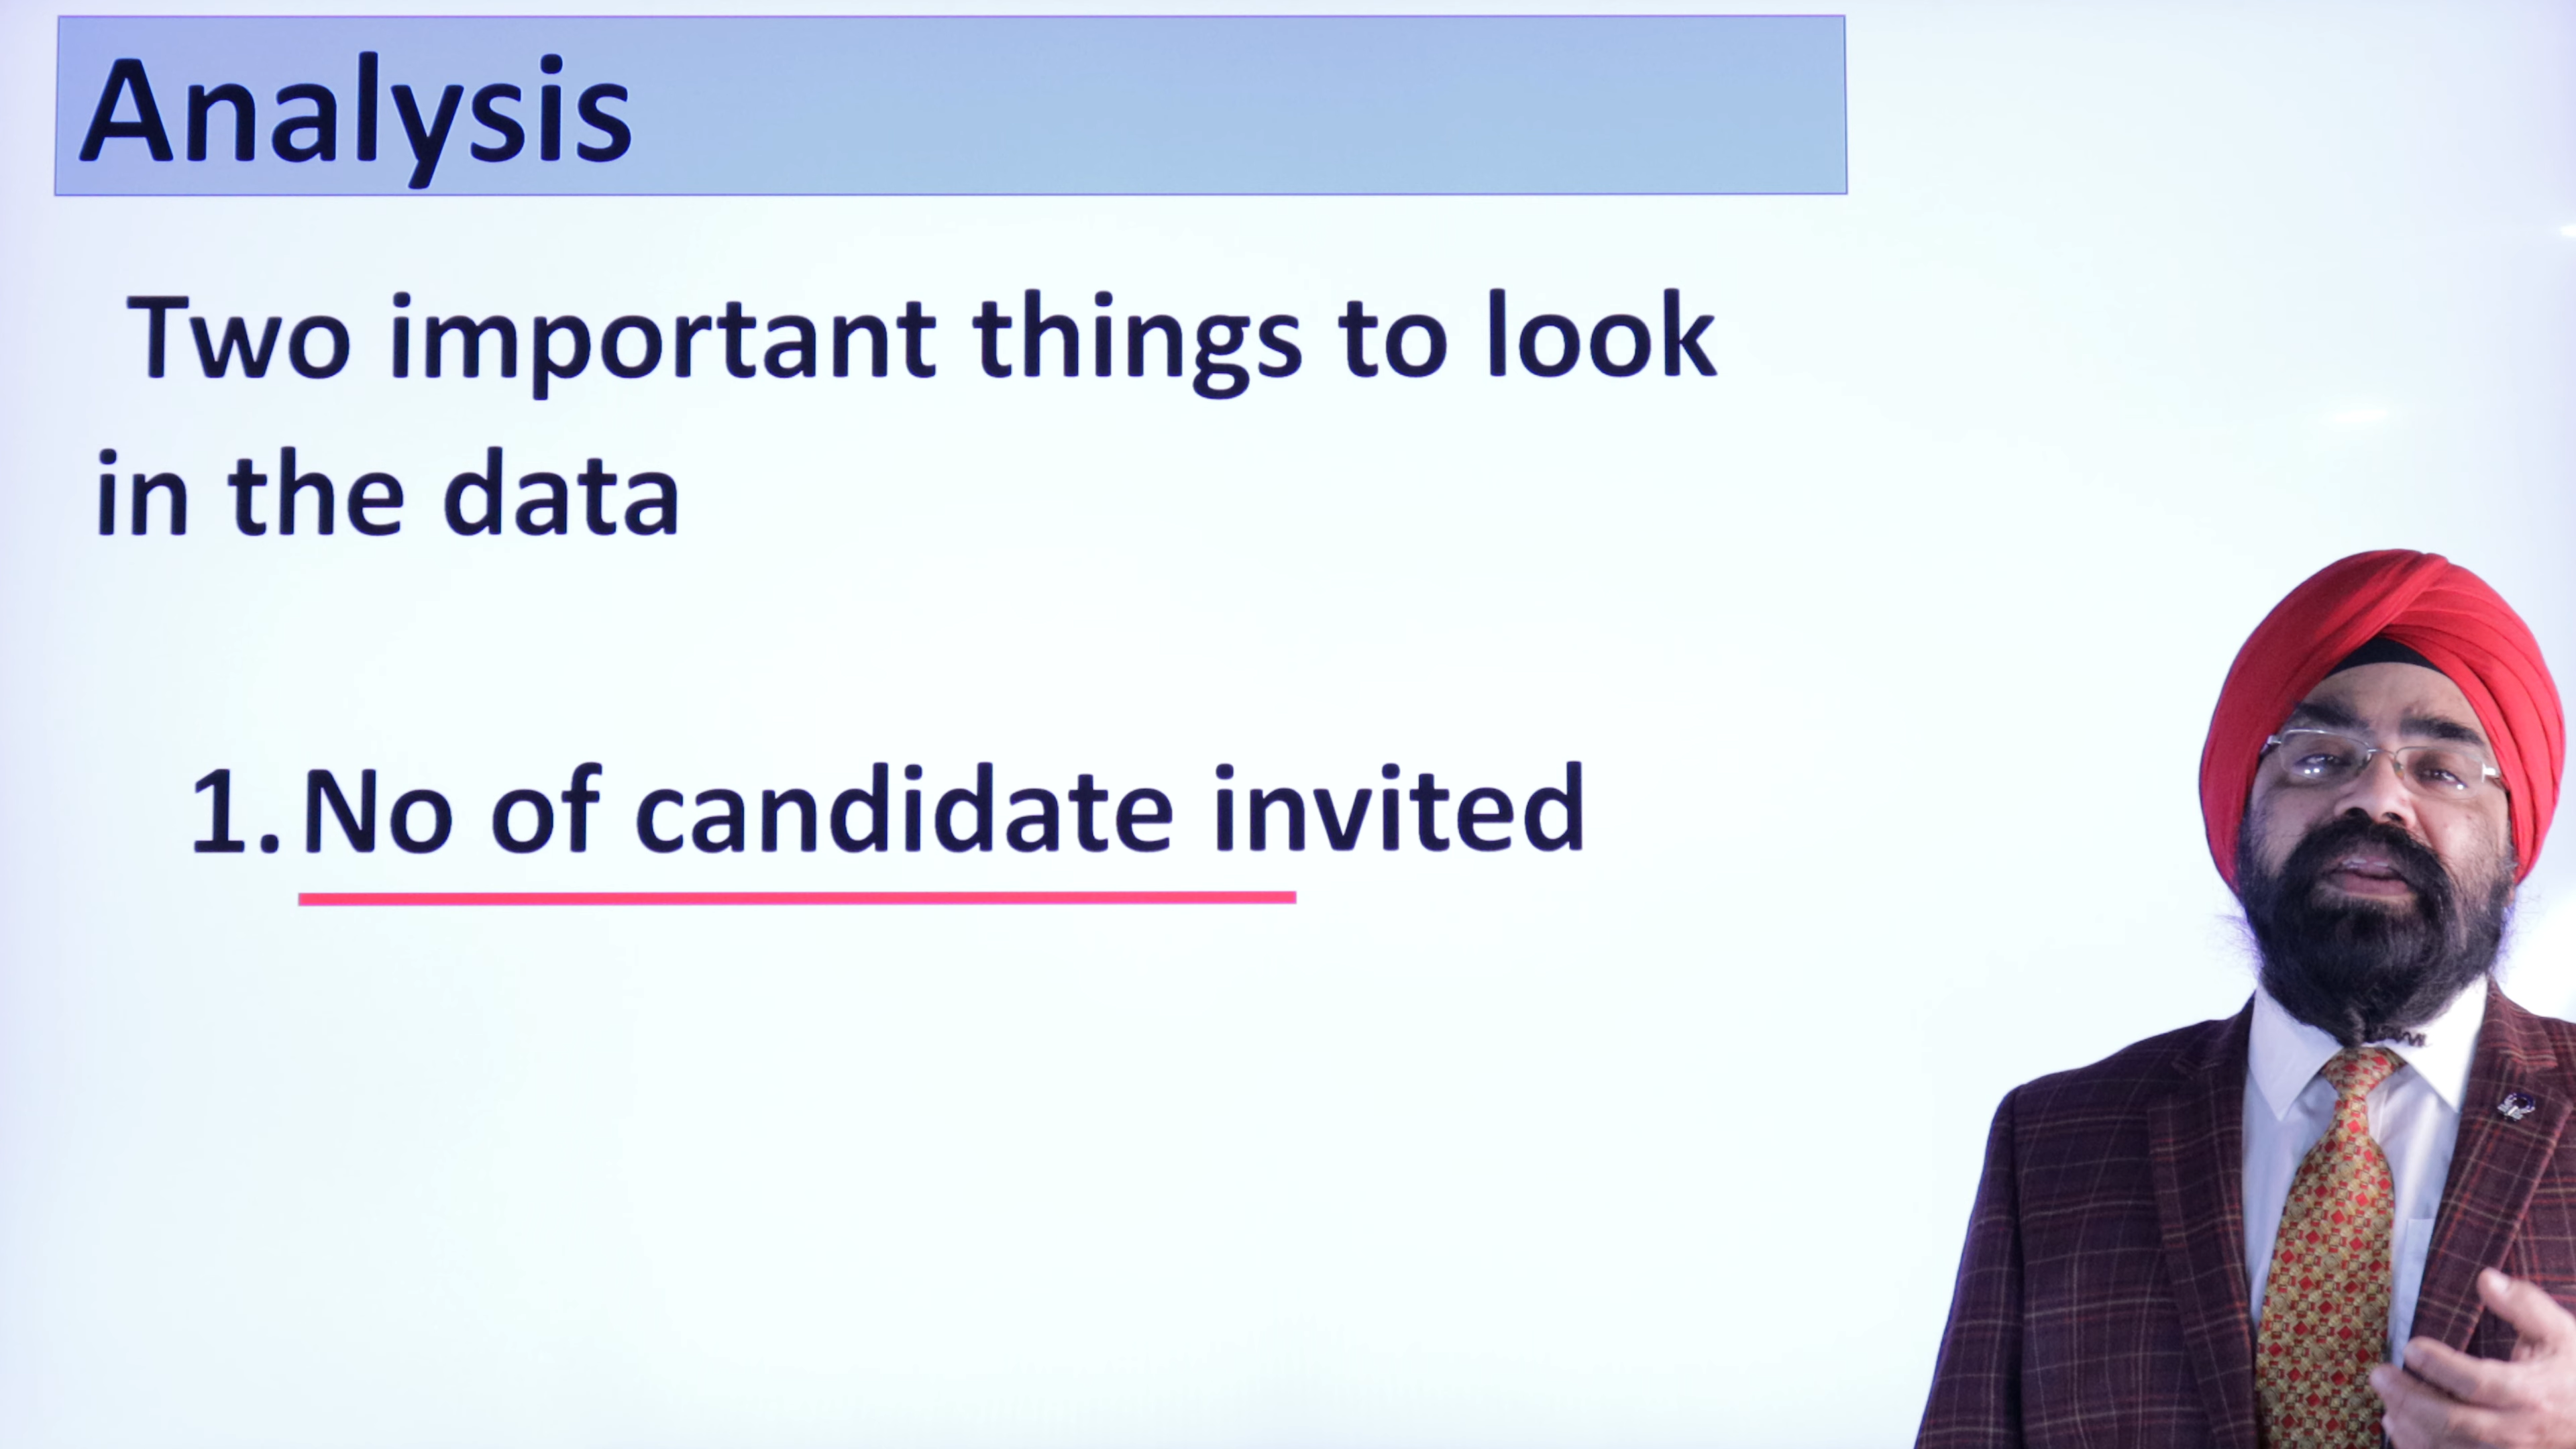 Analysis
Two important things to look
in the data
1. No of candidate invited